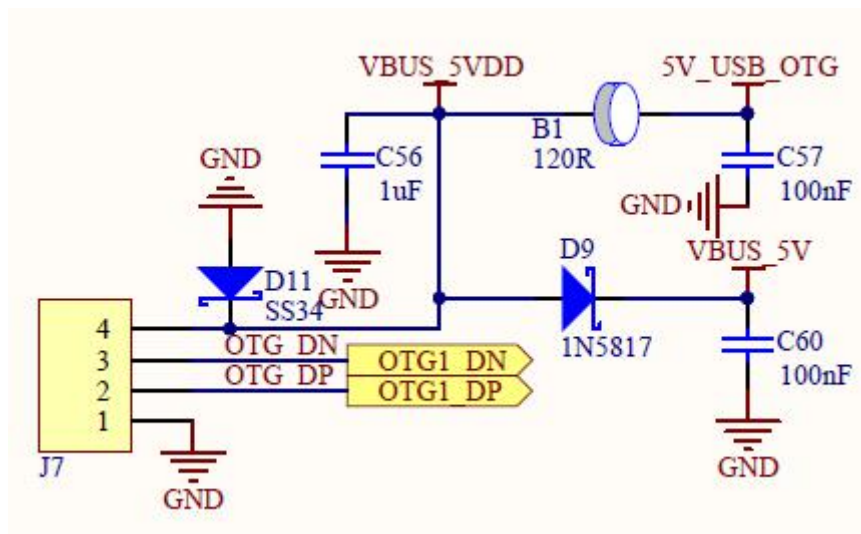 VBUS_5VDD
5V_USB_OTG
B1
120R
C56
1uF
GND
C57
100nF
GND
GND
VBUS_5V
D9
1N5817
D11
SS34
C60
100nF
GND
4
3
2
1
OTG_DN
OTG_DP
OTG1_DN
OTG1_DP
J7
GND